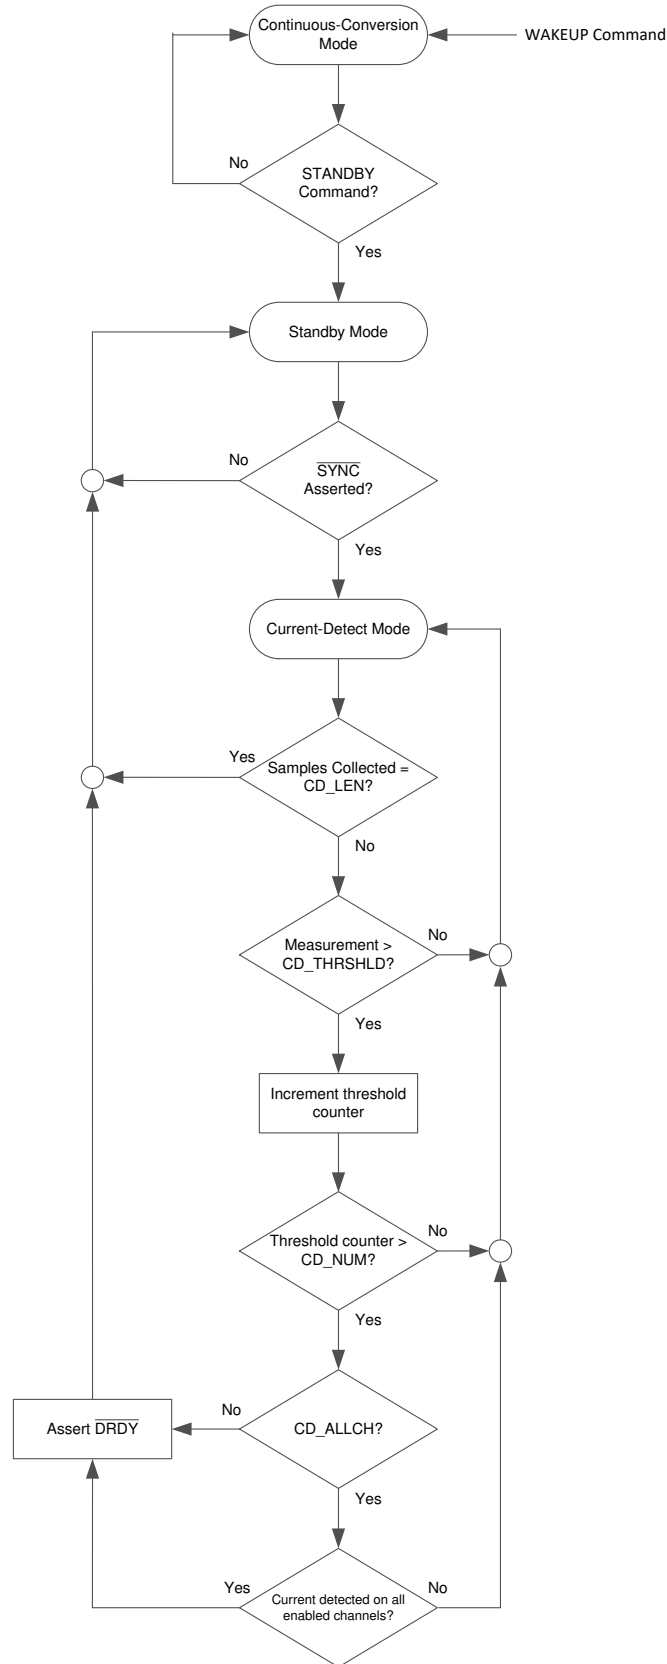 Continuous-Conversion
Mode
WAKEUP Command
No
STANDBY
Command?
Yes
Standby Mode
No
SYNC
Asserted?
Yes
Current-Detect Mode
Yes
Samples Collected =
CD_LEN?
No
Measurement >
CD_THRSHLD?
No
Yes
Increment threshold
counter
Threshold counter >
CD_NUM?
No
Yes
Assert DRDY
No
CD_ALLCH?
Yes
Yes
Current detected on all
enabled channels?
No